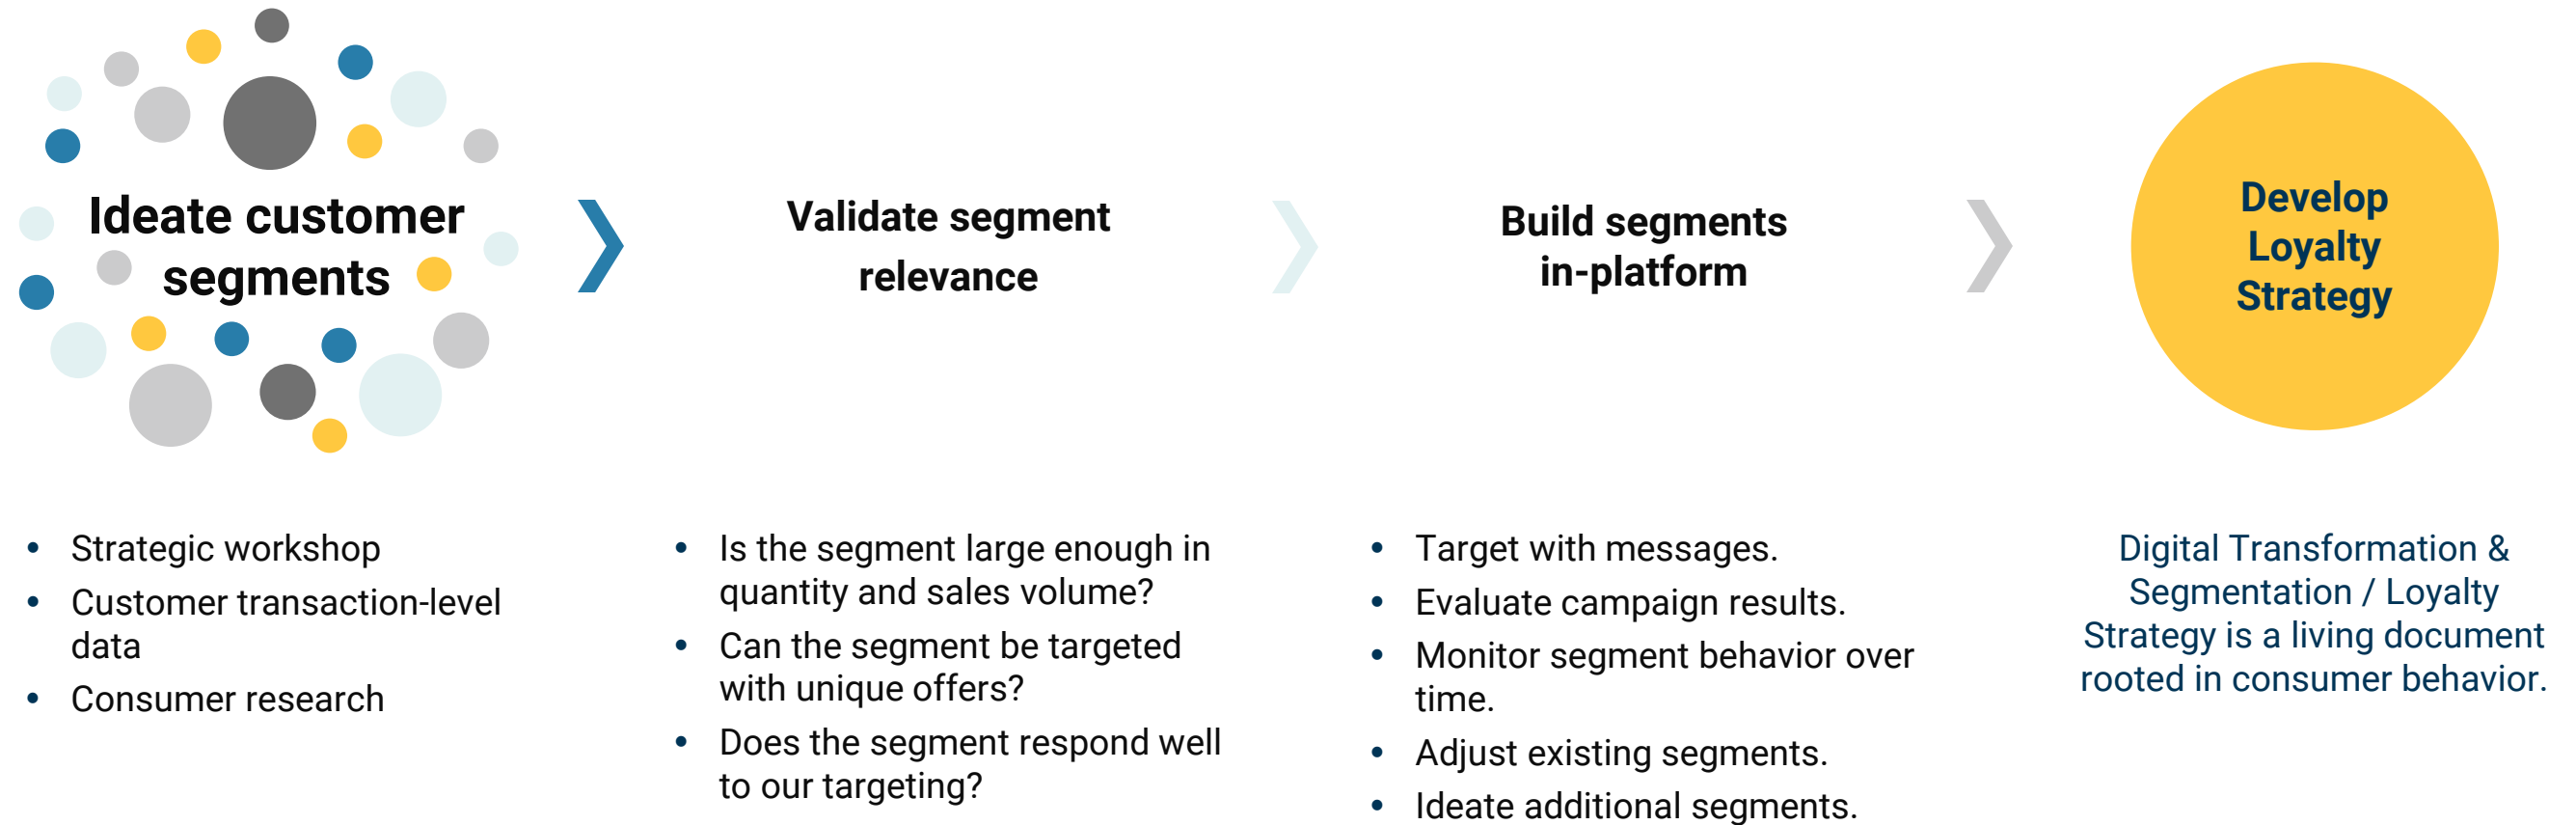 Ideate customer
segments
Validate segment
relevance
Build segments
in-platform
Develop
Loyalty
Strategy
• Strategic workshop
• Customer transaction-level
data
• Consumer research
• Is the segment large enough in
quantity and sales volume?
• Can the segment be targeted
with unique offers?
• Does the segment respond well
to our targeting?
• Target with messages.
• Evaluate campaign results.
• Monitor segment behavior over
time.
• Adjust existing segments.
• Ideate additional segments.
Digital Transformation &
Segmentation / Loyalty
Strategy is a living document
rooted in consumer behavior.